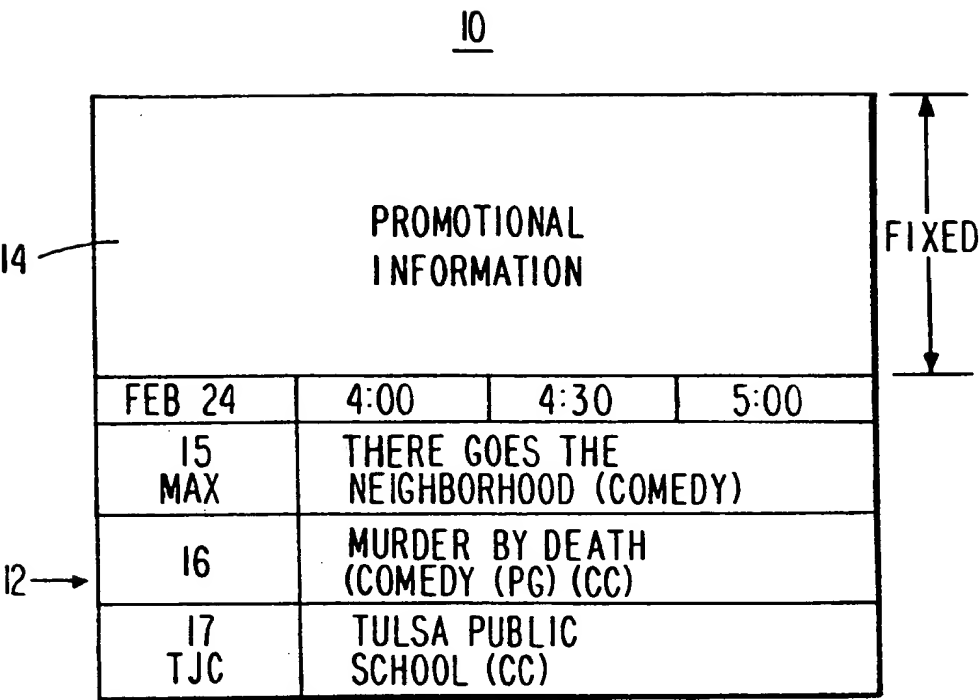 10
PROMOTIONAL
INFORMATION
14
FIXED
FEB 24 4:00 4:30 5:00
15
MAX
THERE GOES THE
NEIGHBORHOOD (COMEDY)
16
MURDER BY DEATH
(COMEDY (PG) (CC)
12
17
TJC
TULSA PUBLIC
SCHOOL (CC)